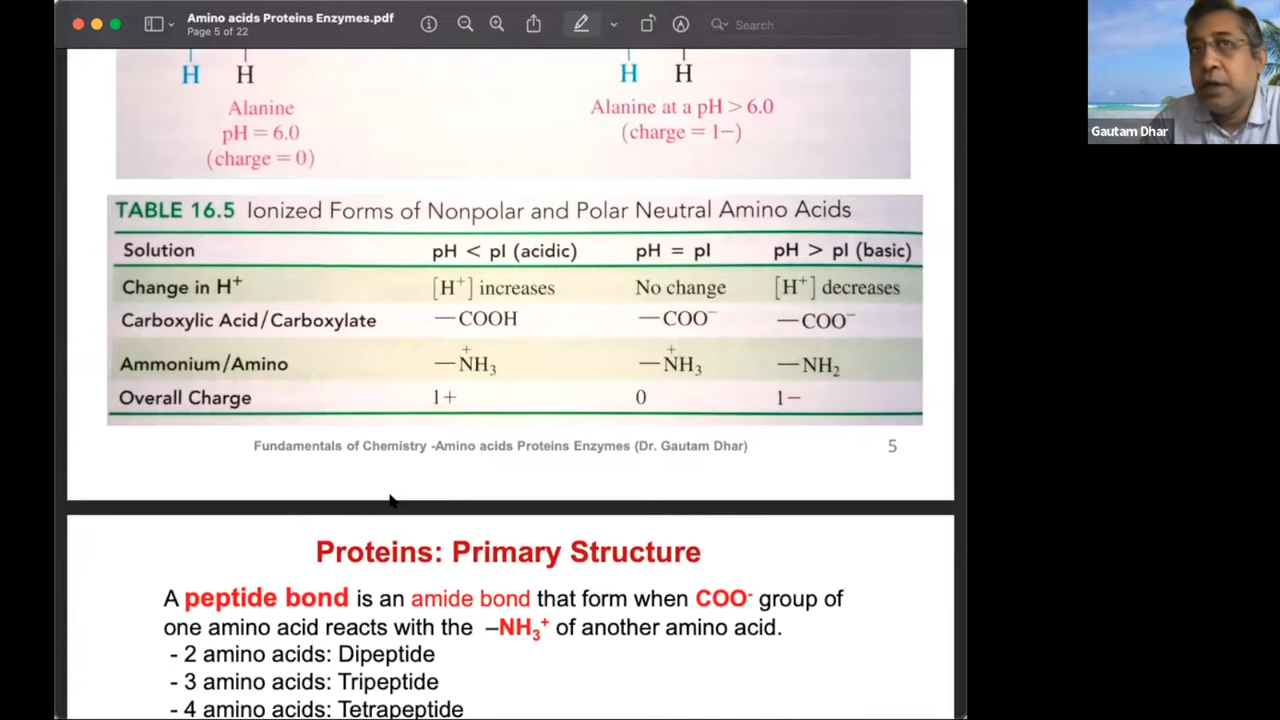 Amino acids Proteins Enzymes.pdf
Page 5 of 22
Search
H H
H H
Alanine
pH = 6.0
(charge = 0)
Alanine at a pH > 6.0
(charge = 1−)
Gautam Dhar
TABLE 16.5 Ionized Forms of Nonpolar and Polar Neutral Amino Acids
Solution pH < pI (acidic) pH = pI pH > pI (basic)
Change in H⁺ [H⁺] increases No change [H⁺] decreases
Carboxylic Acid/Carboxylate —COOH —COO⁻ —COO⁻
Ammonium/Amino —N⁺H₃ —N⁺H₃ —NH₂
Overall Charge 1+ 0 1−
Fundamentals of Chemistry -Amino acids Proteins Enzymes (Dr. Gautam Dhar) 5
Proteins: Primary Structure
A peptide bond is an amide bond that form when COO⁻ group of
one amino acid reacts with the –NH₃⁺ of another amino acid.
- 2 amino acids: Dipeptide
- 3 amino acids: Tripeptide
- 4 amino acids: Tetrapeptide